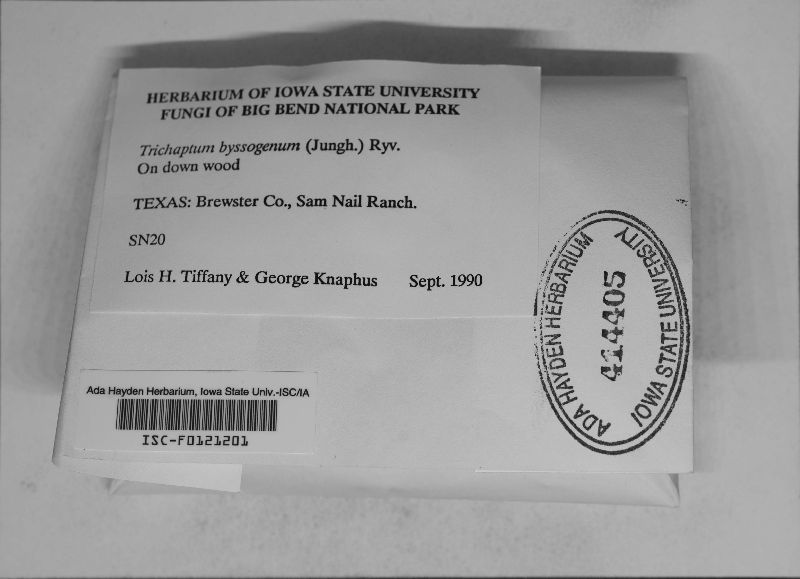 HERBARIUM OF IOWA STATE UNIVERSITY
FUNGI OF BIG BEND NATIONAL PARK
Trichaptum byssogenum (Jungh.) Ryv.
On down wood
TEXAS: Brewster Co., Sam Nail Ranch.
SN20
Lois H. Tiffany & George Knaphus Sept. 1990
ADA HAYDEN HERBARIUM
414405
IOWA STATE UNIVERSITY
Ada Hayden Herbarium, Iowa State Univ.-ISC/IA
ISC-F0121201